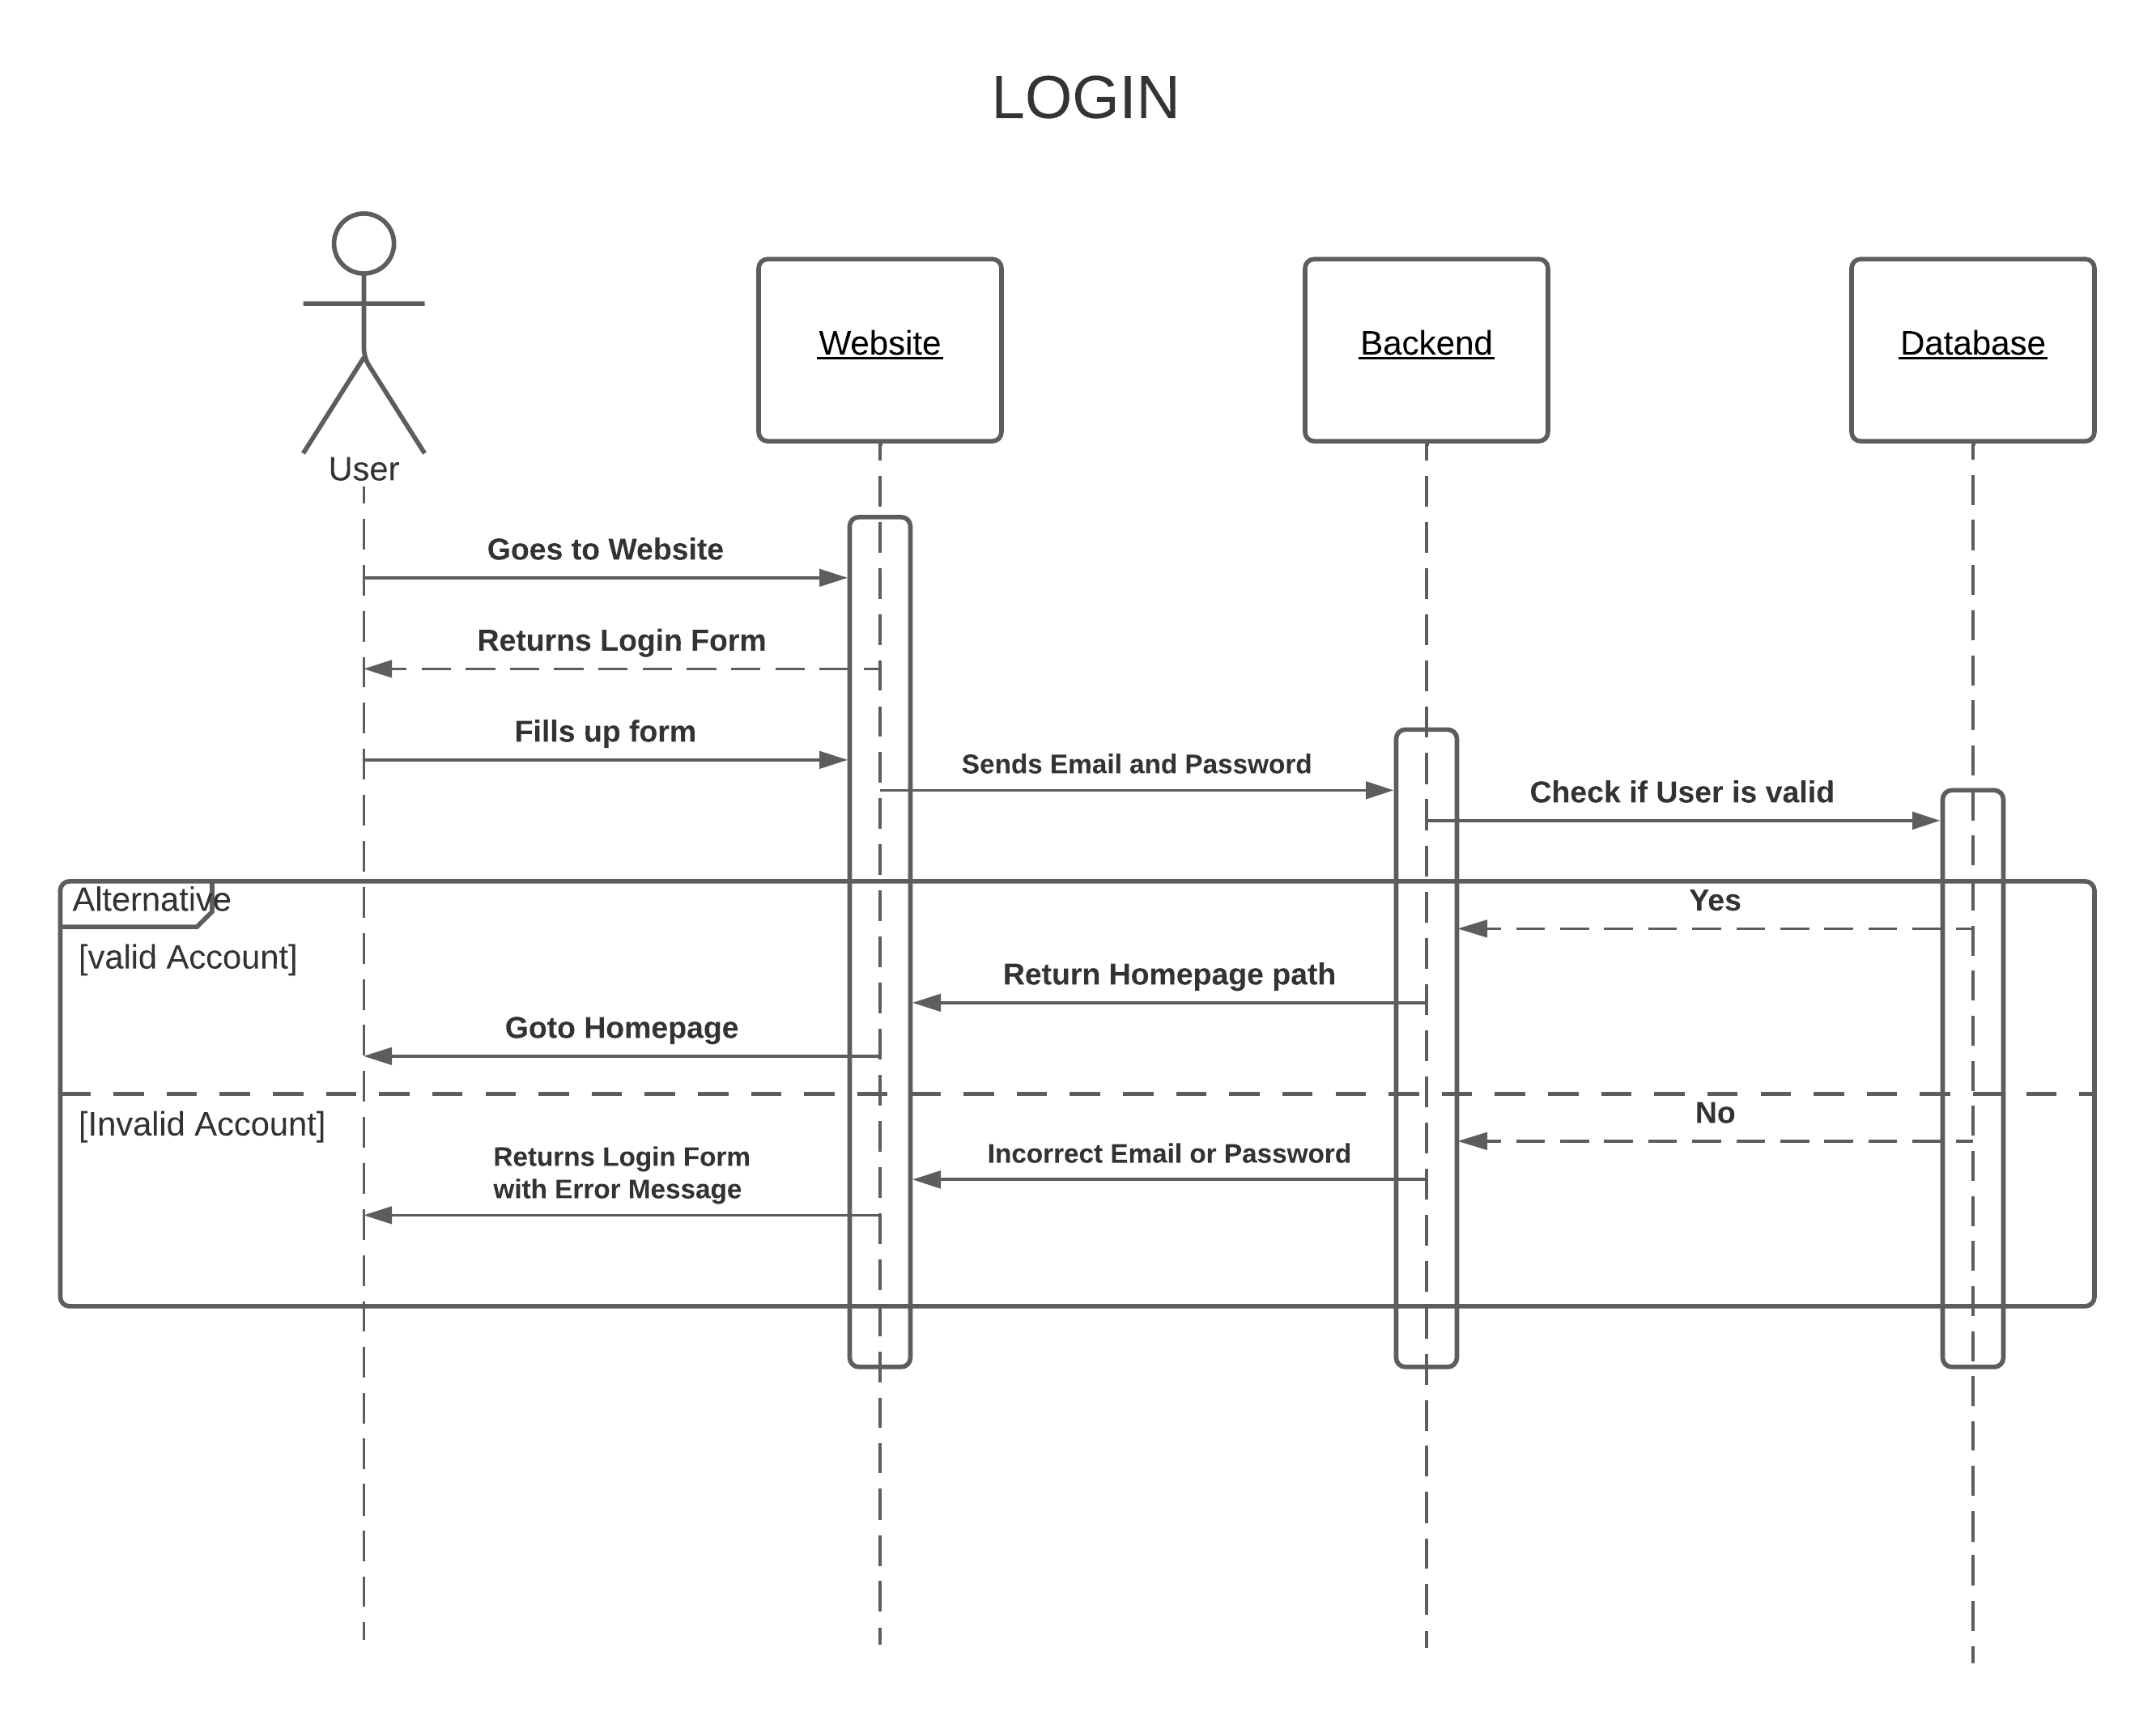 LOGIN
User
Website
Backend
Database
Goes to Website
Returns Login Form
Fills up form
Sends Email and Password
Check if User is valid
Alternative
Yes
[valid Account]
Return Homepage path
Goto Homepage
[Invalid Account]
No
Incorrect Email or Password
Returns Login Form
with Error Message